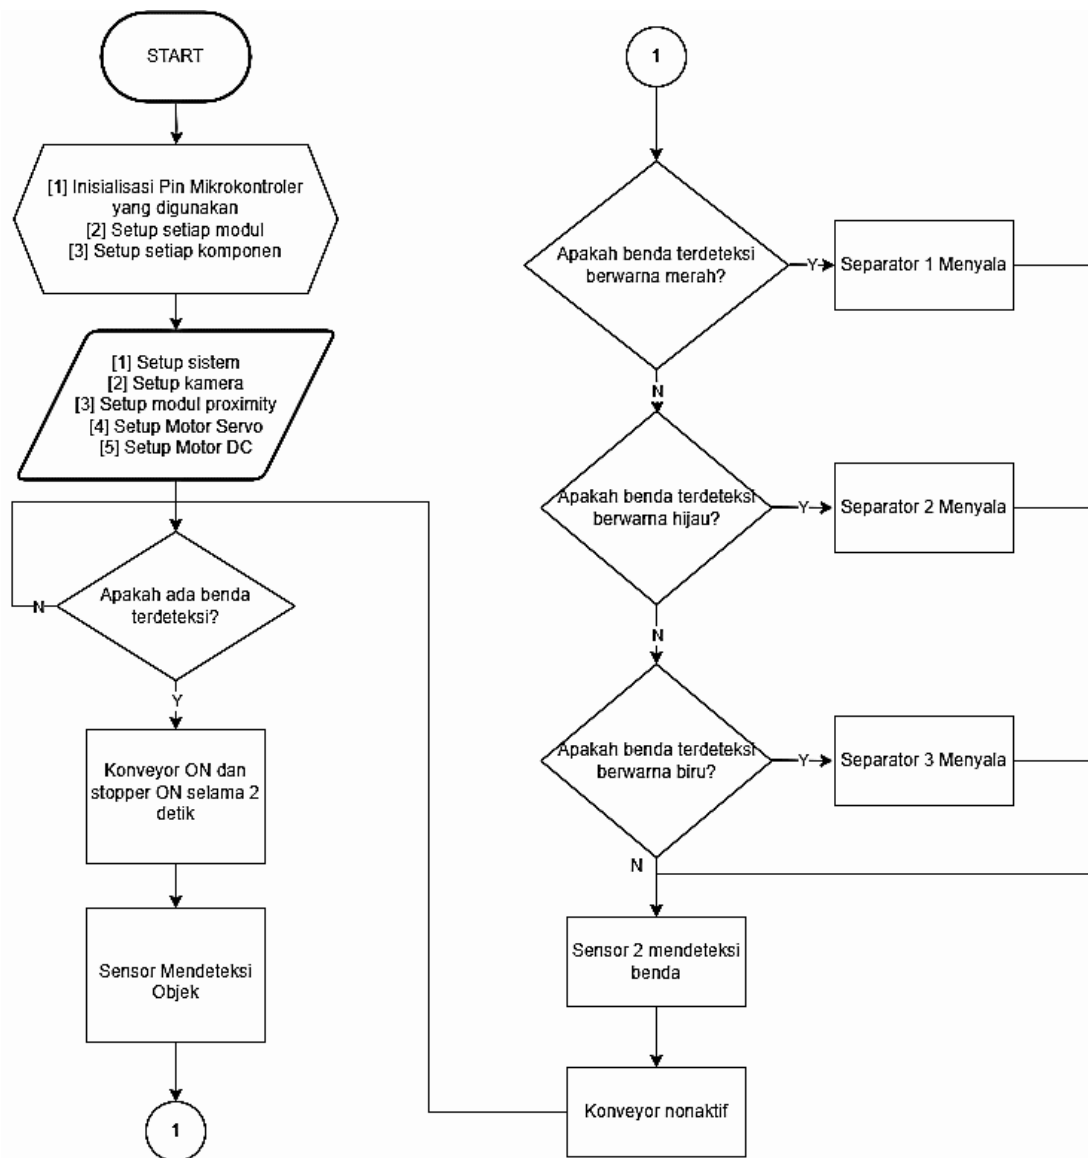 START
[1] Inisialisasi Pin Mikrokontroler
yang digunakan
[2] Setup setiap modul
[3] Setup setiap komponen
[1] Setup sistem
[2] Setup kamera
[3] Setup modul proximity
[4] Setup Motor Servo
[5] Setup Motor DC
Apakah ada benda
terdeteksi?
N
Y
Konveyor ON dan
stopper ON selama 2
detik
Sensor Mendeteksi
Objek
1
1
Apakah benda terdeteksi
berwarna merah?
Y
Separator 1 Menyala
N
Apakah benda terdeteksi
berwarna hijau?
Y
Separator 2 Menyala
N
Apakah benda terdeteksi
berwarna biru?
Y
Separator 3 Menyala
N
Sensor 2 mendeteksi
benda
Konveyor nonaktif